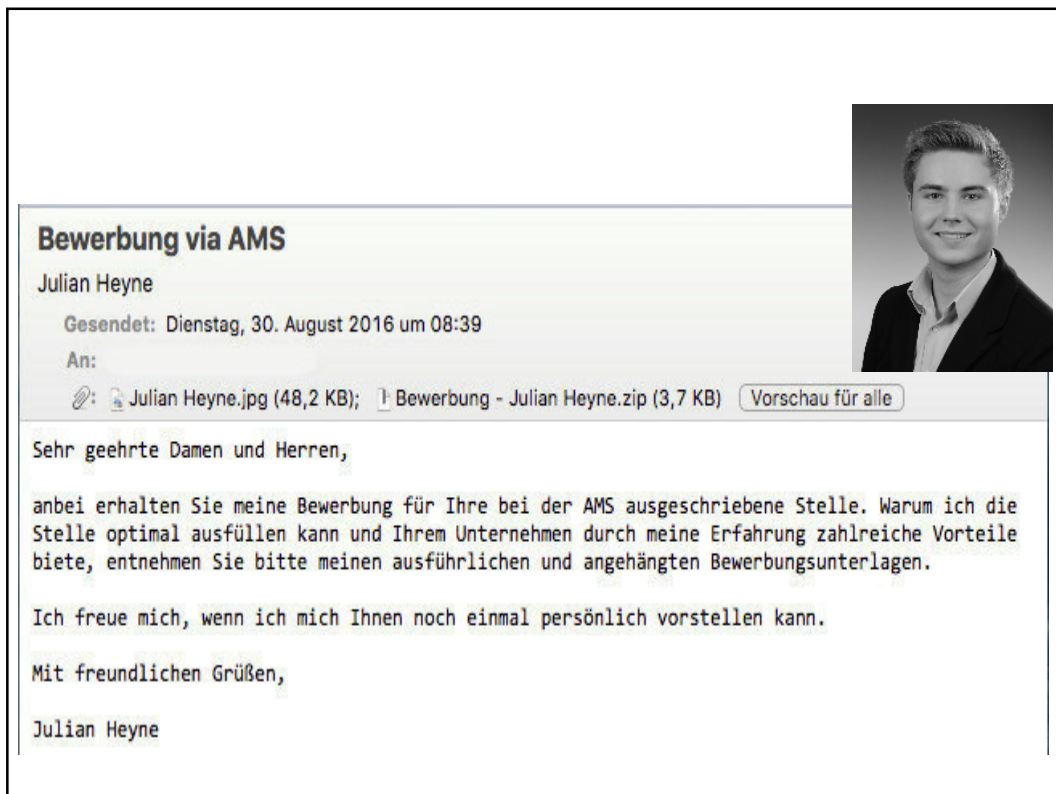 Bewerbung via AMS
Julian Heyne
Gesendet: Dienstag, 30. August 2016 um 08:39
An:
: Julian Heyne.jpg (48,2 KB); Bewerbung - Julian Heyne.zip (3,7 KB) Vorschau für alle
Sehr geehrte Damen und Herren,
anbei erhalten Sie meine Bewerbung für Ihre bei der AMS ausgeschriebene Stelle. Warum ich die
Stelle optimal ausfüllen kann und Ihrem Unternehmen durch meine Erfahrung zahlreiche Vorteile
biete, entnehmen Sie bitte meinen ausführlichen und angehängten Bewerbungsunterlagen.
Ich freue mich, wenn ich mich Ihnen noch einmal persönlich vorstellen kann.
Mit freundlichen Grüßen,
Julian Heyne